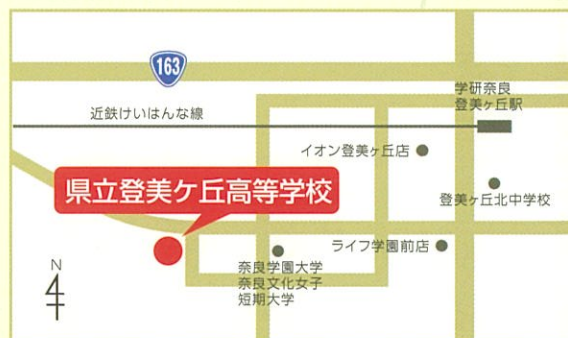 163
学研奈良
登美ヶ丘駅
近鉄けいはんな線
イオン登美ヶ丘店
県立登美ケ丘高等学校
登美ヶ丘北中学校
ライフ学園前店
奈良学園大学
奈良文化女子
短期大学
N